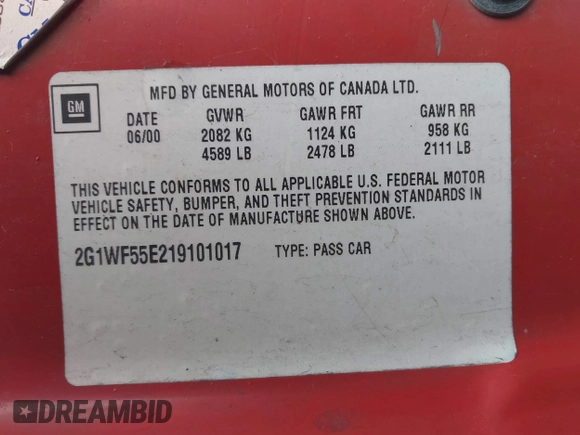 GM
MFD BY GENERAL MOTORS OF CANADA LTD.
DATE GVWR GAWR FRT GAWR RR
06/00 2082 KG 1124 KG 958 KG
4589 LB 2478 LB 2111 LB
THIS VEHICLE CONFORMS TO ALL APPLICABLE U.S. FEDERAL MOTOR
VEHICLE SAFETY, BUMPER, AND THEFT PREVENTION STANDARDS IN
EFFECT ON THE DATE OF MANUFACTURE SHOWN ABOVE.
2G1WF55E219101017 TYPE: PASS CAR
DREAMBID